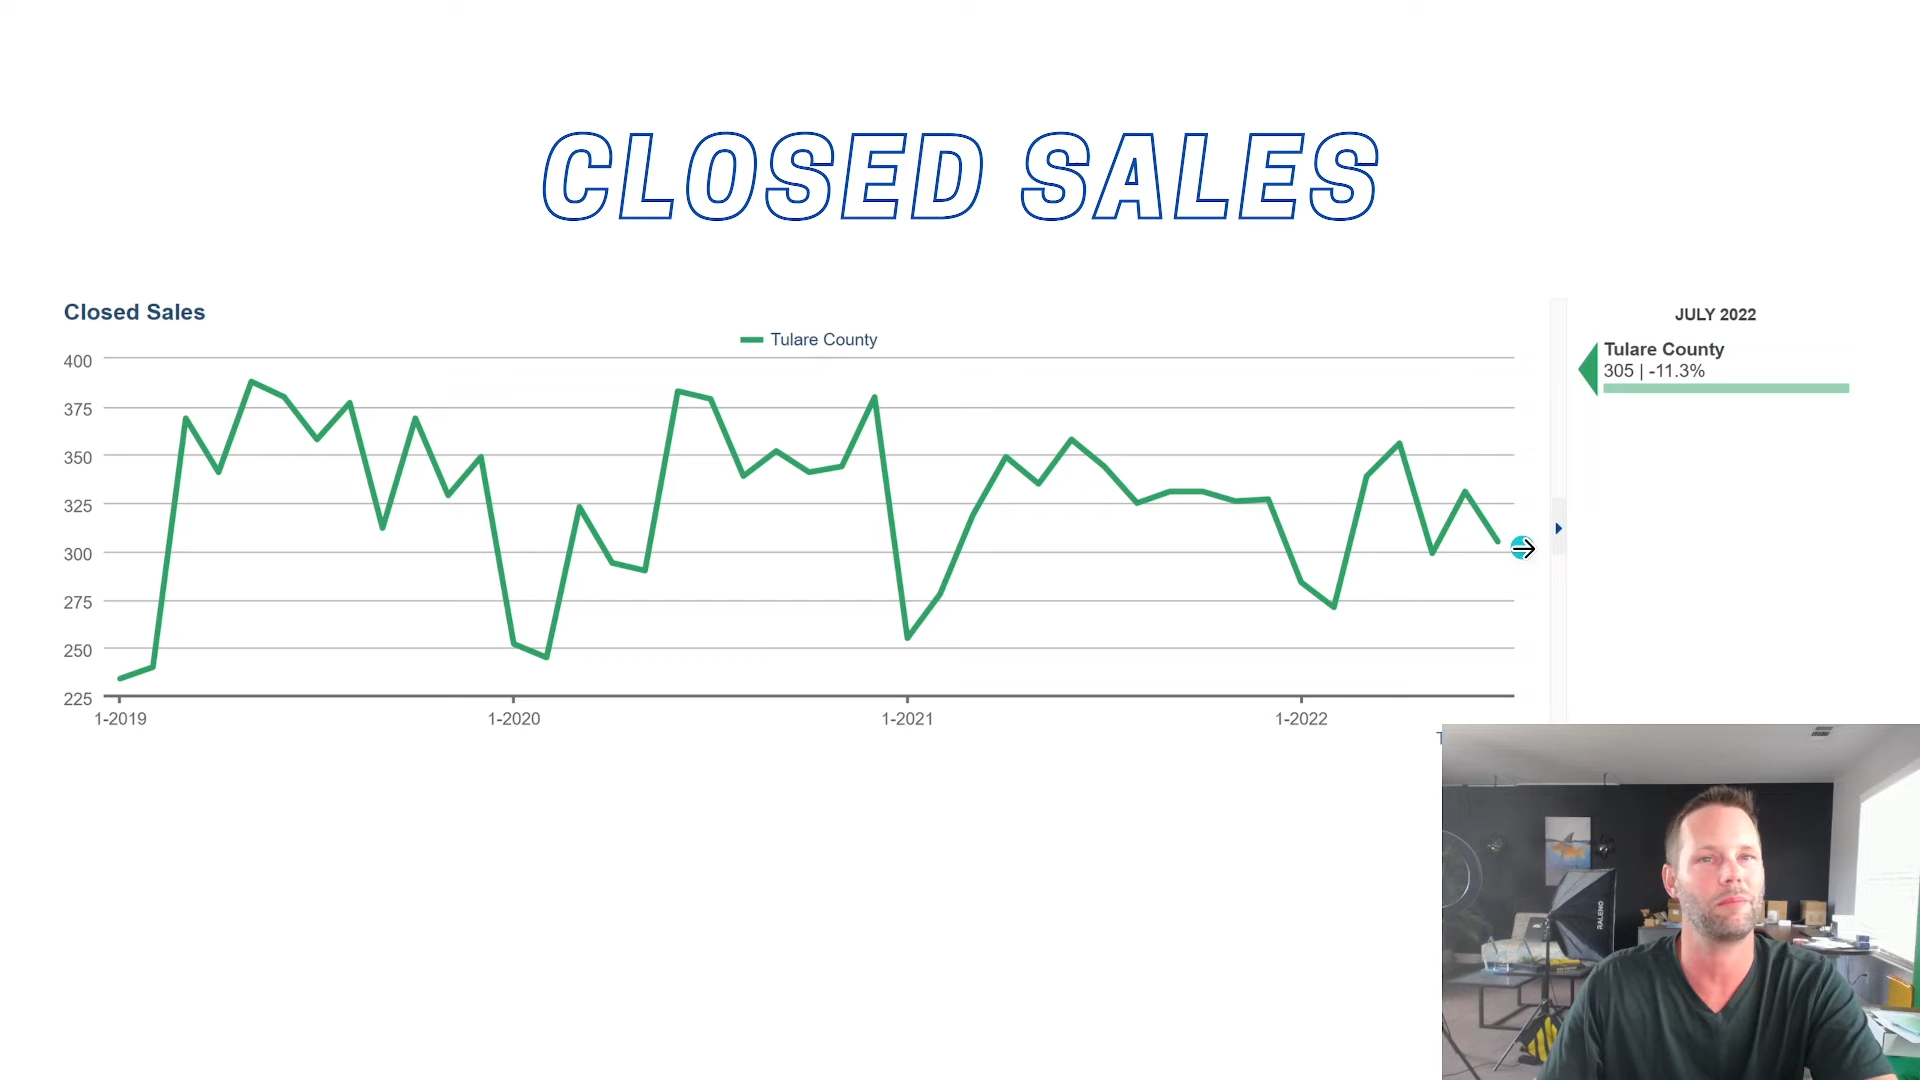 CLOSED SALES
Closed Sales
Tulare County
400
375
350
325
300
275
250
225
1-2019
1-2020
1-2021
1-2022
JULY 2022
Tulare County
305 | -11.3%
RALENO